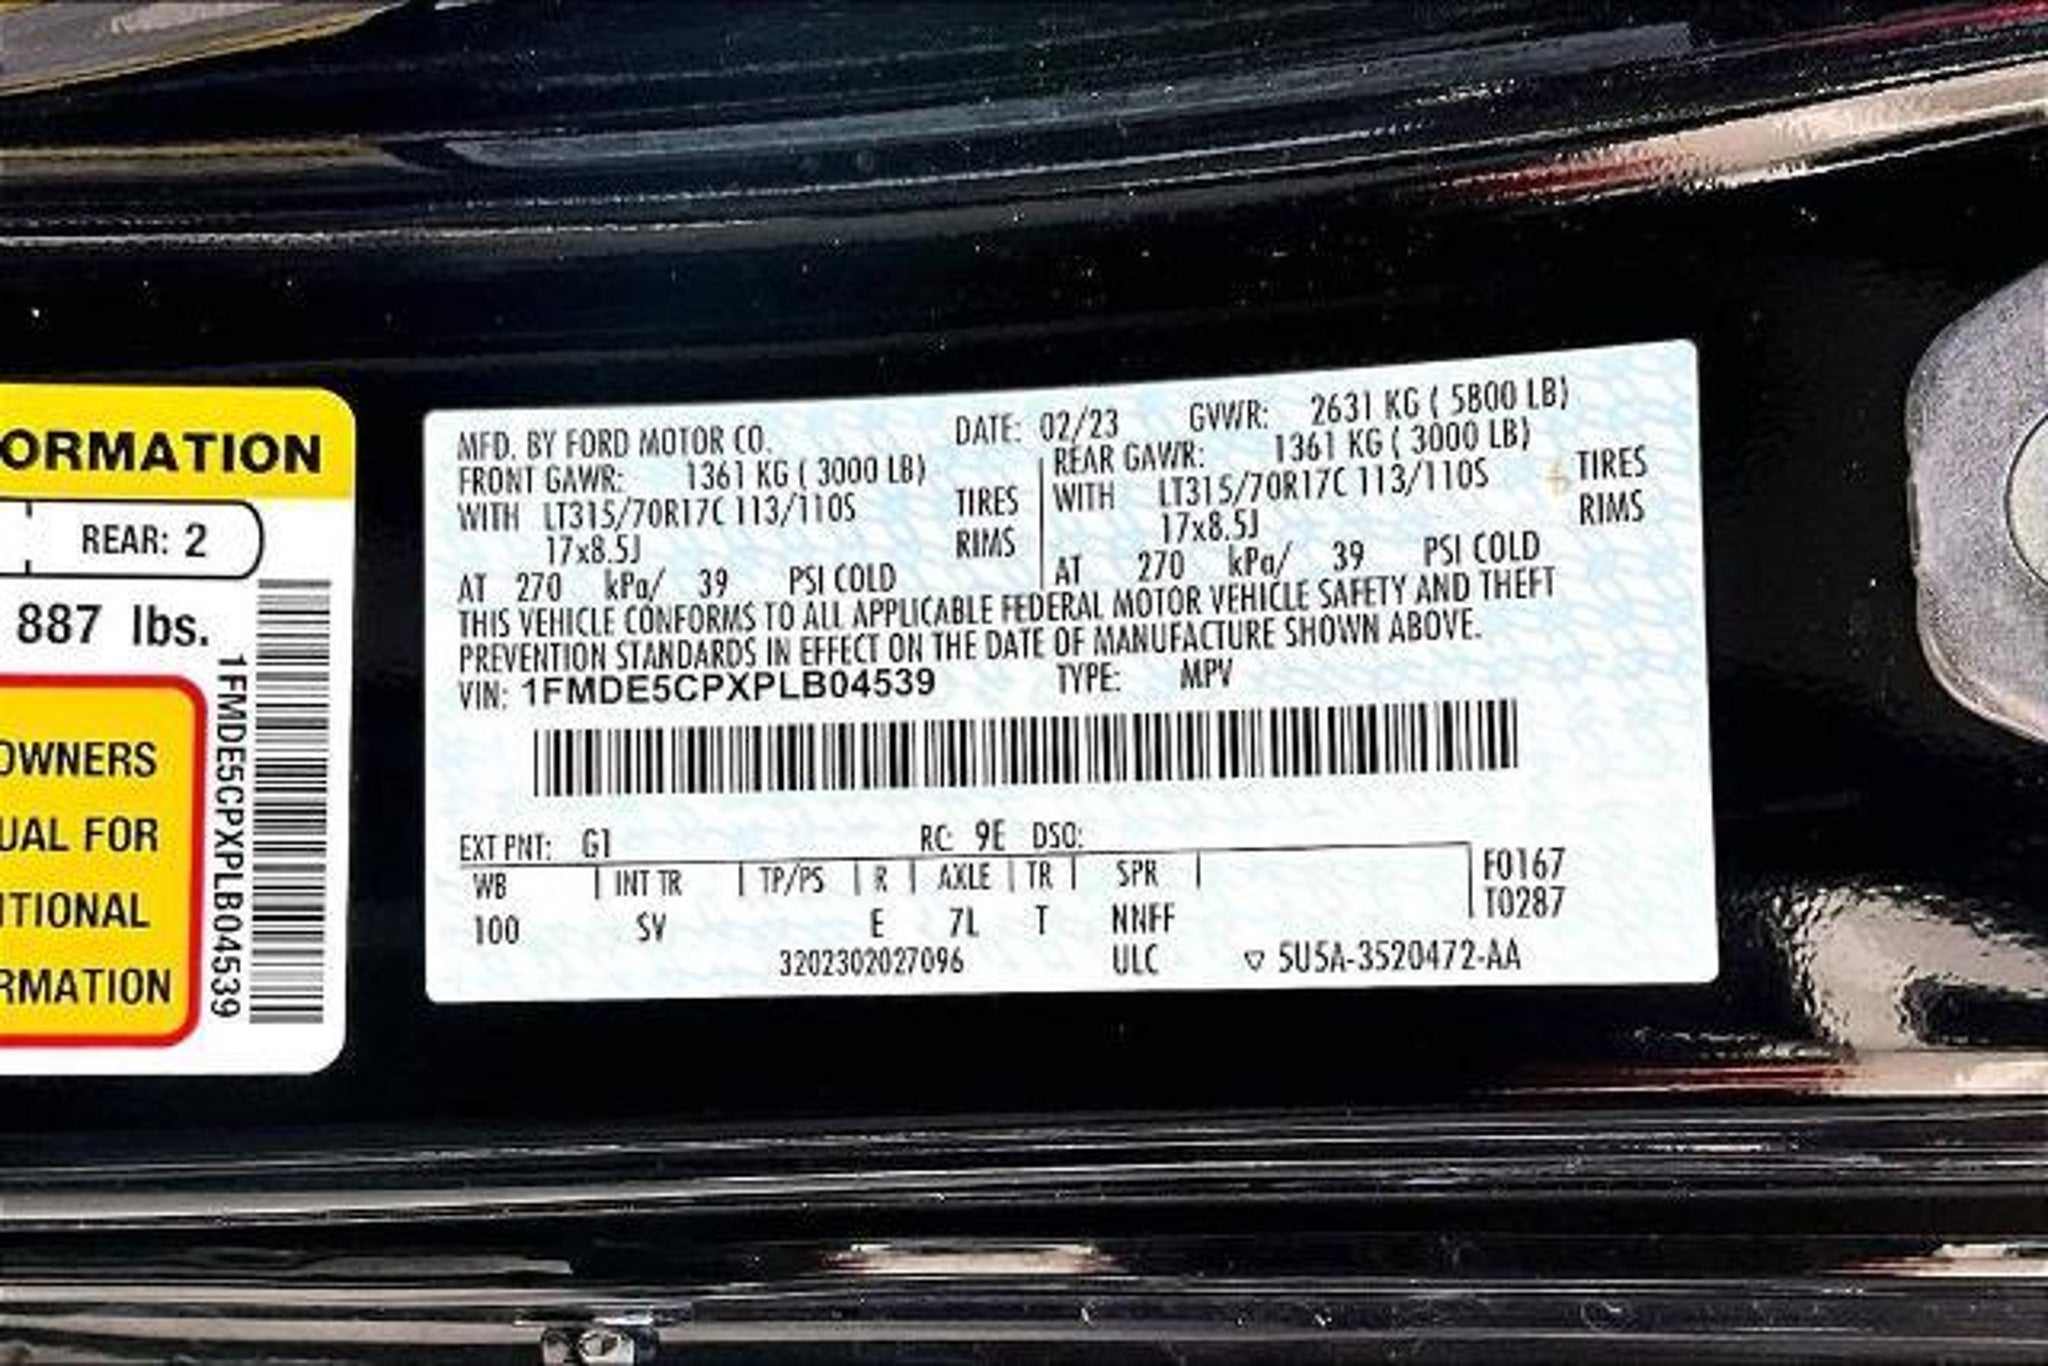 ORMATION
REAR: 2
887 lbs.
OWNERS
UAL FOR
ITIONAL
RMATION
1FMDE5CPXPLB04539
MFD. BY FORD MOTOR CO. DATE: 02/23 GVWR: 2631 KG ( 5800 LB)
FRONT GAWR: 1361 KG ( 3000 LB) REAR GAWR: 1361 KG ( 3000 LB)
WITH LT315/70R17C 113/110S TIRES WITH LT315/70R17C 113/110S TIRES
17x8.5J RIMS 17x8.5J RIMS
AT 270 kPa/ 39 PSI COLD AT 270 kPa/ 39 PSI COLD
THIS VEHICLE CONFORMS TO ALL APPLICABLE FEDERAL MOTOR VEHICLE SAFETY AND THEFT
PREVENTION STANDARDS IN EFFECT ON THE DATE OF MANUFACTURE SHOWN ABOVE.
VIN: 1FMDE5CPXPLB04539 TYPE: MPV
EXT PNT: G1 RC: 9E DSO:
WB INT TR TP/PS R AXLE TR SPR F0167
100 SV E 7L T NNFF T0287
3202302027096 ULC ▽ 5U5A-3520472-AA